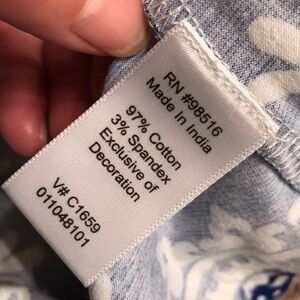 RN #98516
Made In India
97% Cotton
3% Spandex
Exclusive of
Decoration
V# C1659
011048101